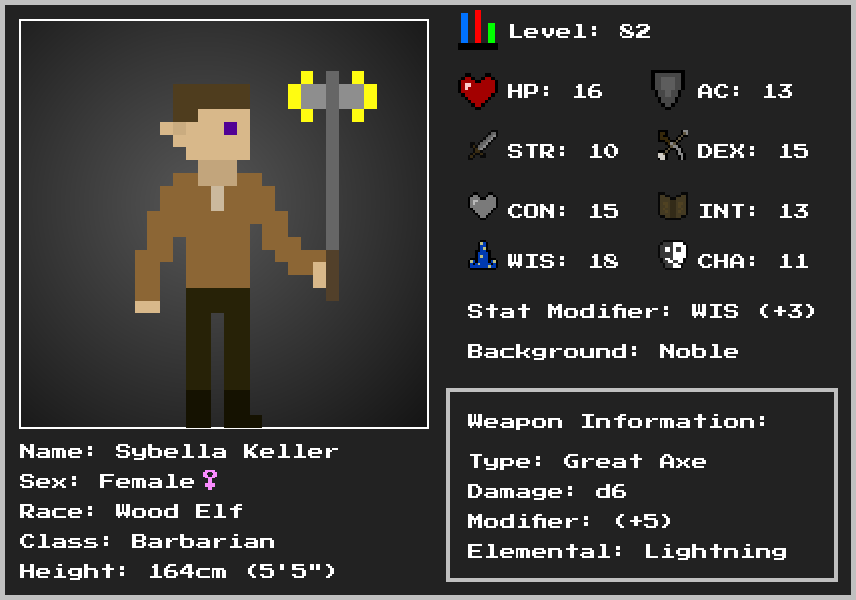 Level: 82
HP: 16
AC: 13
STR: 10
DEX: 15
CON: 15
INT: 13
WIS: 18
CHA: 11
Stat Modifier: WIS (+3)
Background: Noble
Weapon Information:
Type: Great Axe
Damage: d6
Modifier: (+5)
Elemental: Lightning
Name: Sybella Keller
Sex: Female♀
Race: Wood Elf
Class: Barbarian
Height: 164cm (5'5")